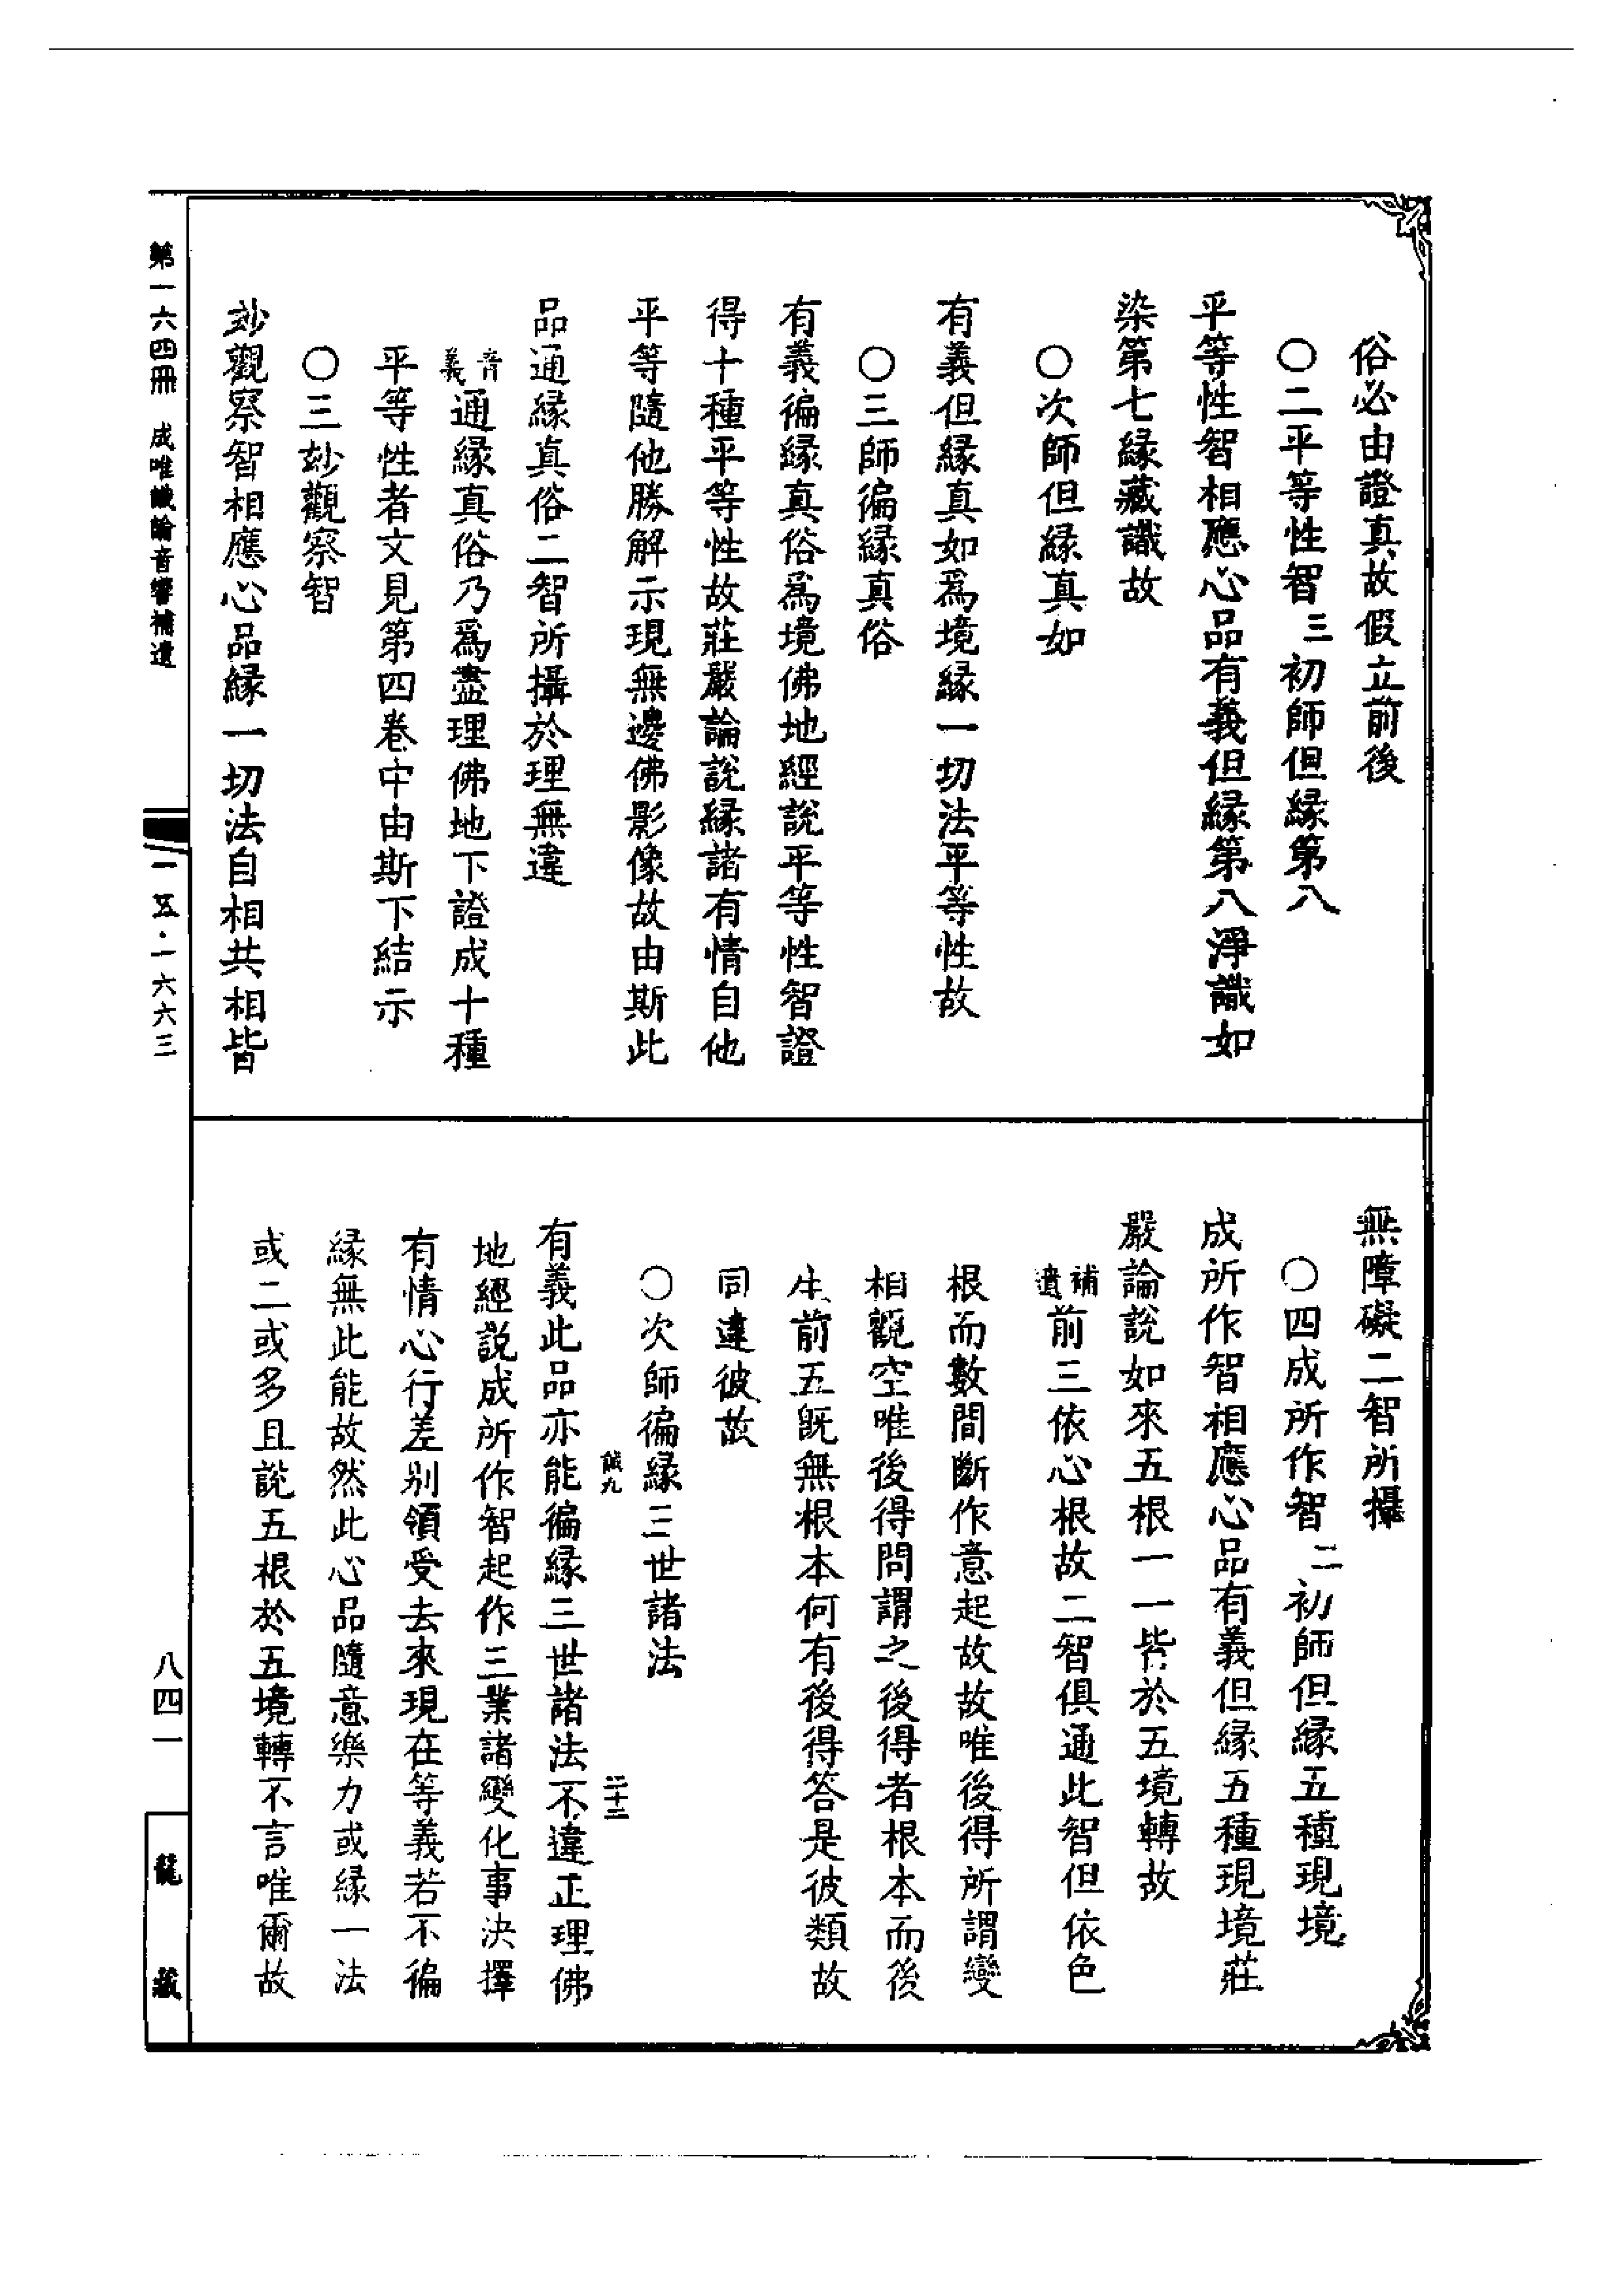 俗必由證真故假立前後
○二平等性智三初師但緣第八
平等性智相應心品有義但緣第八淨識如
染第七緣藏識故
○次師但緣真如
有義但緣真如爲境緣一切法平等性故
○三師徧緣真俗
有義徧緣真俗爲境佛地經說平等性智證
得十種平等性故莊嚴論說緣諸有情自他
平等隨他勝解示現無邊佛影像故由斯此
品通緣真俗二智所攝於理無違
音義通緣真俗乃爲盡理佛地下證成十種
平等性者文見第四卷中由斯下結示
○三玅觀察智
玅觀察智相應心品緣一切法自相共相皆
無障礙二智所攝
○四成所作智二初師但緣五種現境
成所作智相應心品有義但緣五種現境莊
嚴論說如來五根一一皆於五境轉故
補遺前三依心根故二智俱通此智但依色
根而數間斷作意起故故唯後得所謂變
相觀空唯後得問謂之後得者根本而後
生前五既無根本何有後得答是彼類故
同違彼故
○次師徧緣三世諸法
有義此品亦能徧緣三世諸法不違正理佛
地經說成所作智起作三業諸變化事決擇
有情心行差别領受去來現在等義若不徧
緣無此能故然此心品隨意樂力或緣一法
或二或多且說五根於五境轉不言唯爾故
第一六四冊　成唯識論音響補遺
一五·一六六三
八四一
龍藏